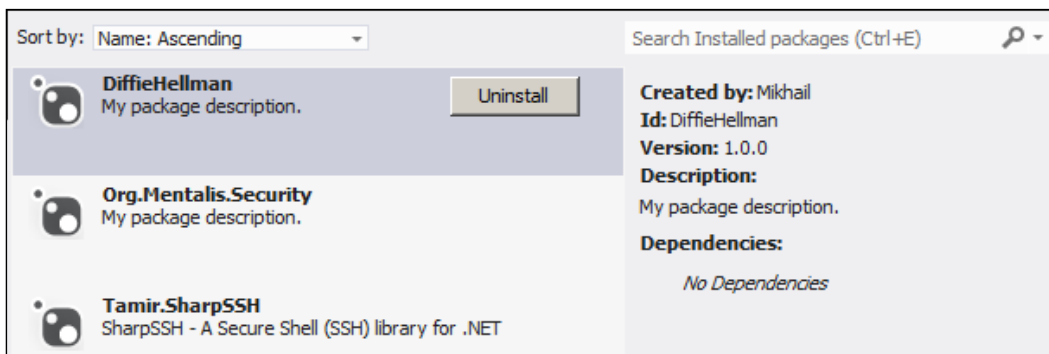 Sort by: Name: Ascending
Search Installed packages (Ctrl+E)
DiffieHellman
My package description.
Uninstall
Org.Mentalis.Security
My package description.
Tamir.SharpSSH
SharpSSH - A Secure Shell (SSH) library for .NET
Created by: Mikhail
Id: DiffieHellman
Version: 1.0.0
Description:
My package description.
Dependencies:
No Dependencies